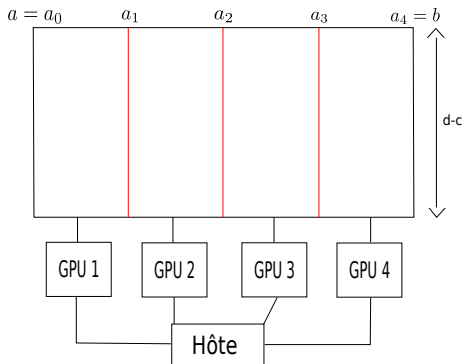 a = a₀ a₁ a₂ a₃ a₄ = b
d-c
GPU 1 GPU 2 GPU 3 GPU 4
Hôte